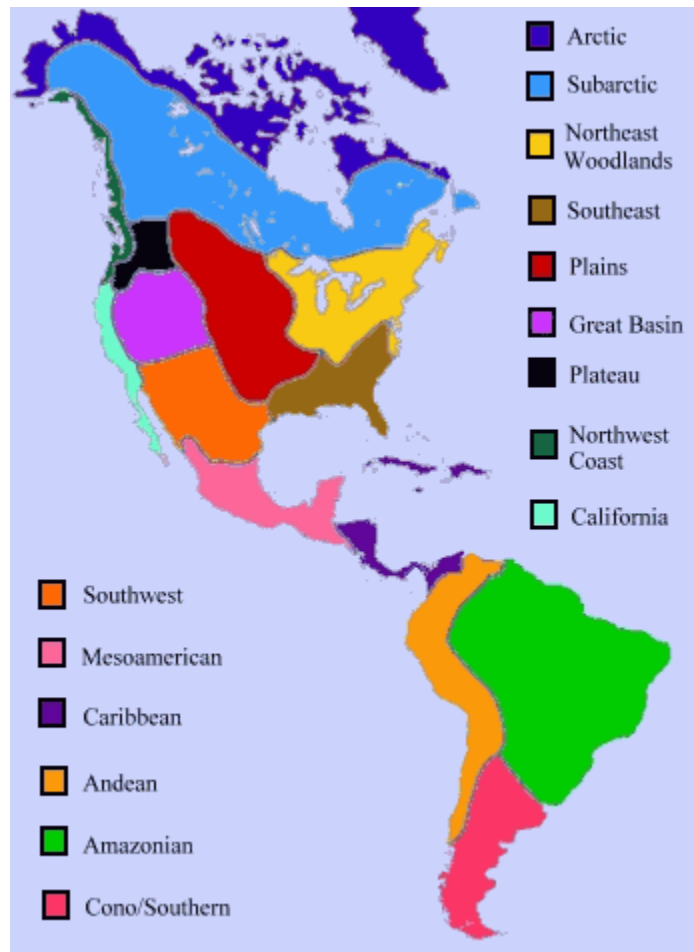 Arctic
Subarctic
Northeast
Woodlands
Southeast
Plains
Great Basin
Plateau
Northwest
Coast
California
Southwest
Mesoamerican
Caribbean
Andean
Amazonian
Cono/Southern